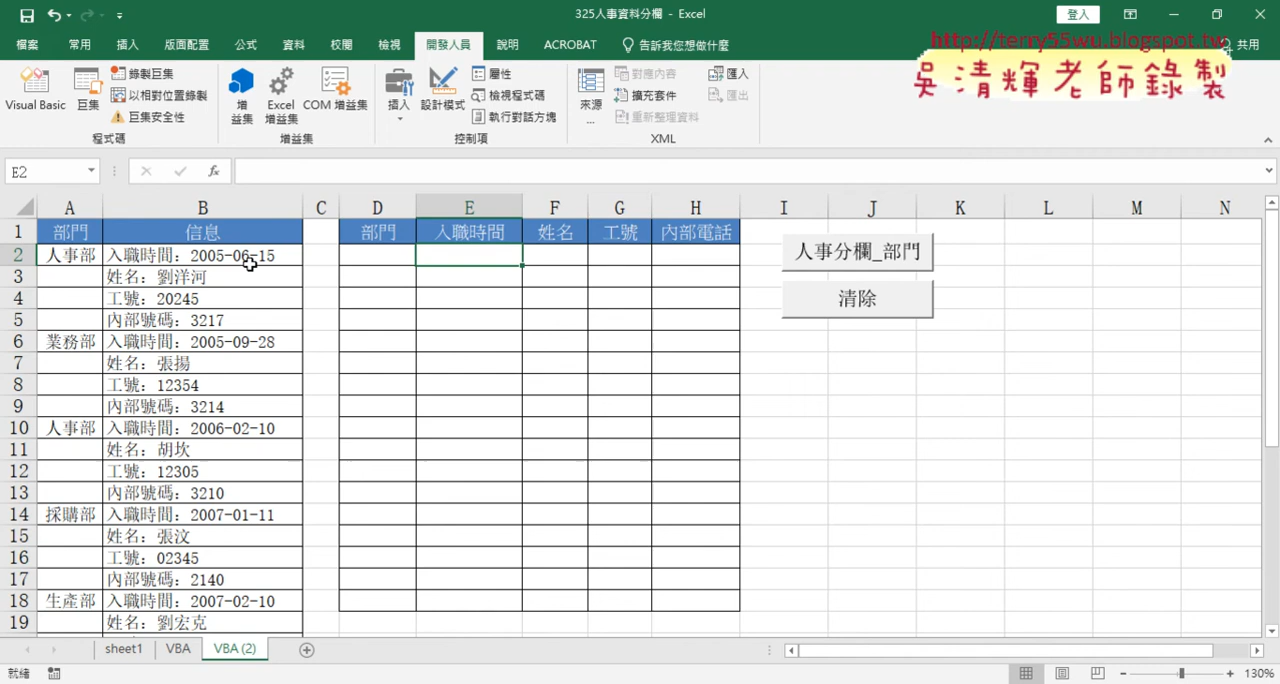 325人事資料分欄 - Excel
登入
檔案 常用 插入 版面配置 公式 資料 校閱 檢視 開發人員 說明 ACROBAT 告訴我您想做什麼 共用
http://terry55wu.blogspot.tw
吳清輝老師錄製
Visual Basic 巨集 錄製巨集 以相對位置錄製 巨集安全性
增益集 Excel 增益集 COM 增益集
插入 設計模式 屬性 檢視程式碼 執行對話方塊
來源... 對應內容 擴充套件 重新整理資料 匯入 匯出
程式碼 增益集 控制項 XML
E2 fx
A B C D E F G H I J K L M N
1 部門 信息 部門 入職時間 姓名 工號 內部電話
2 人事部 入職時間：2005-06-15
3 姓名：劉洋河
4 工號：20245
5 內部號碼：3217
6 業務部 入職時間：2005-09-28
7 姓名：張揚
8 工號：12354
9 內部號碼：3214
10 人事部 入職時間：2006-02-10
11 姓名：胡坎
12 工號：12305
13 內部號碼：3210
14 採購部 入職時間：2007-01-11
15 姓名：張汶
16 工號：02345
17 內部號碼：2140
18 生產部 入職時間：2007-02-10
19 姓名：劉宏克
人事分欄_部門
清除
sheet1 VBA VBA (2)
就緒 130%